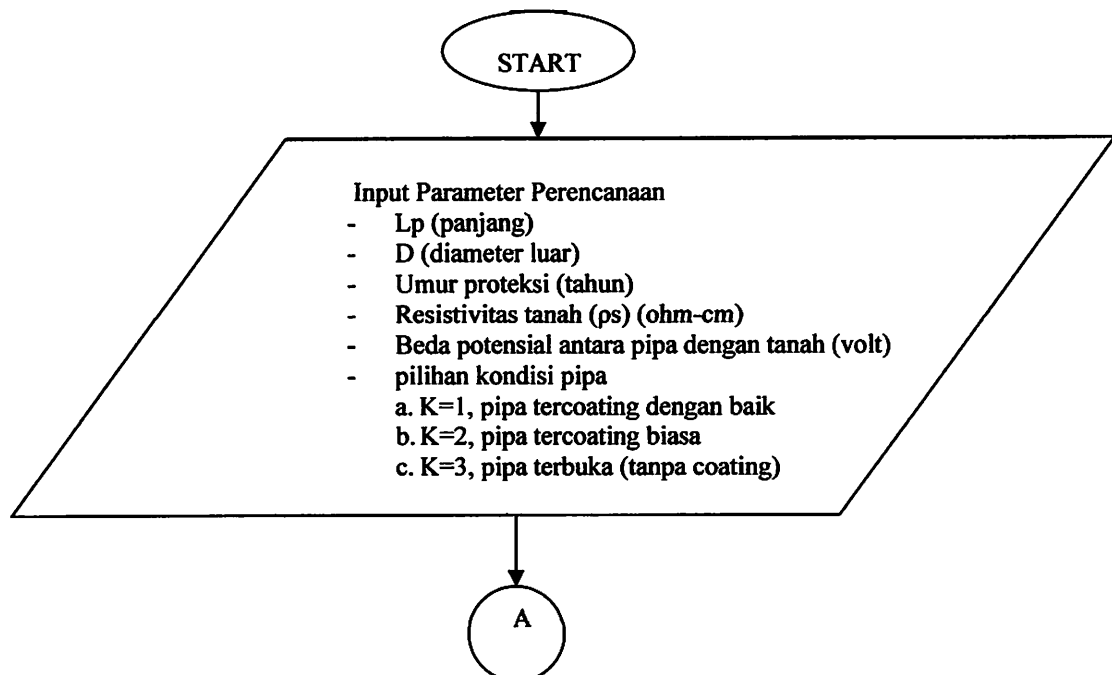 START
Input Parameter Perencanaan
- Lp (panjang)
- D (diameter luar)
- Umur proteksi (tahun)
- Resistivitas tanah (ρs) (ohm-cm)
- Beda potensial antara pipa dengan tanah (volt)
- pilihan kondisi pipa
a. K=1, pipa tercoating dengan baik
b. K=2, pipa tercoating biasa
c. K=3, pipa terbuka (tanpa coating)
A